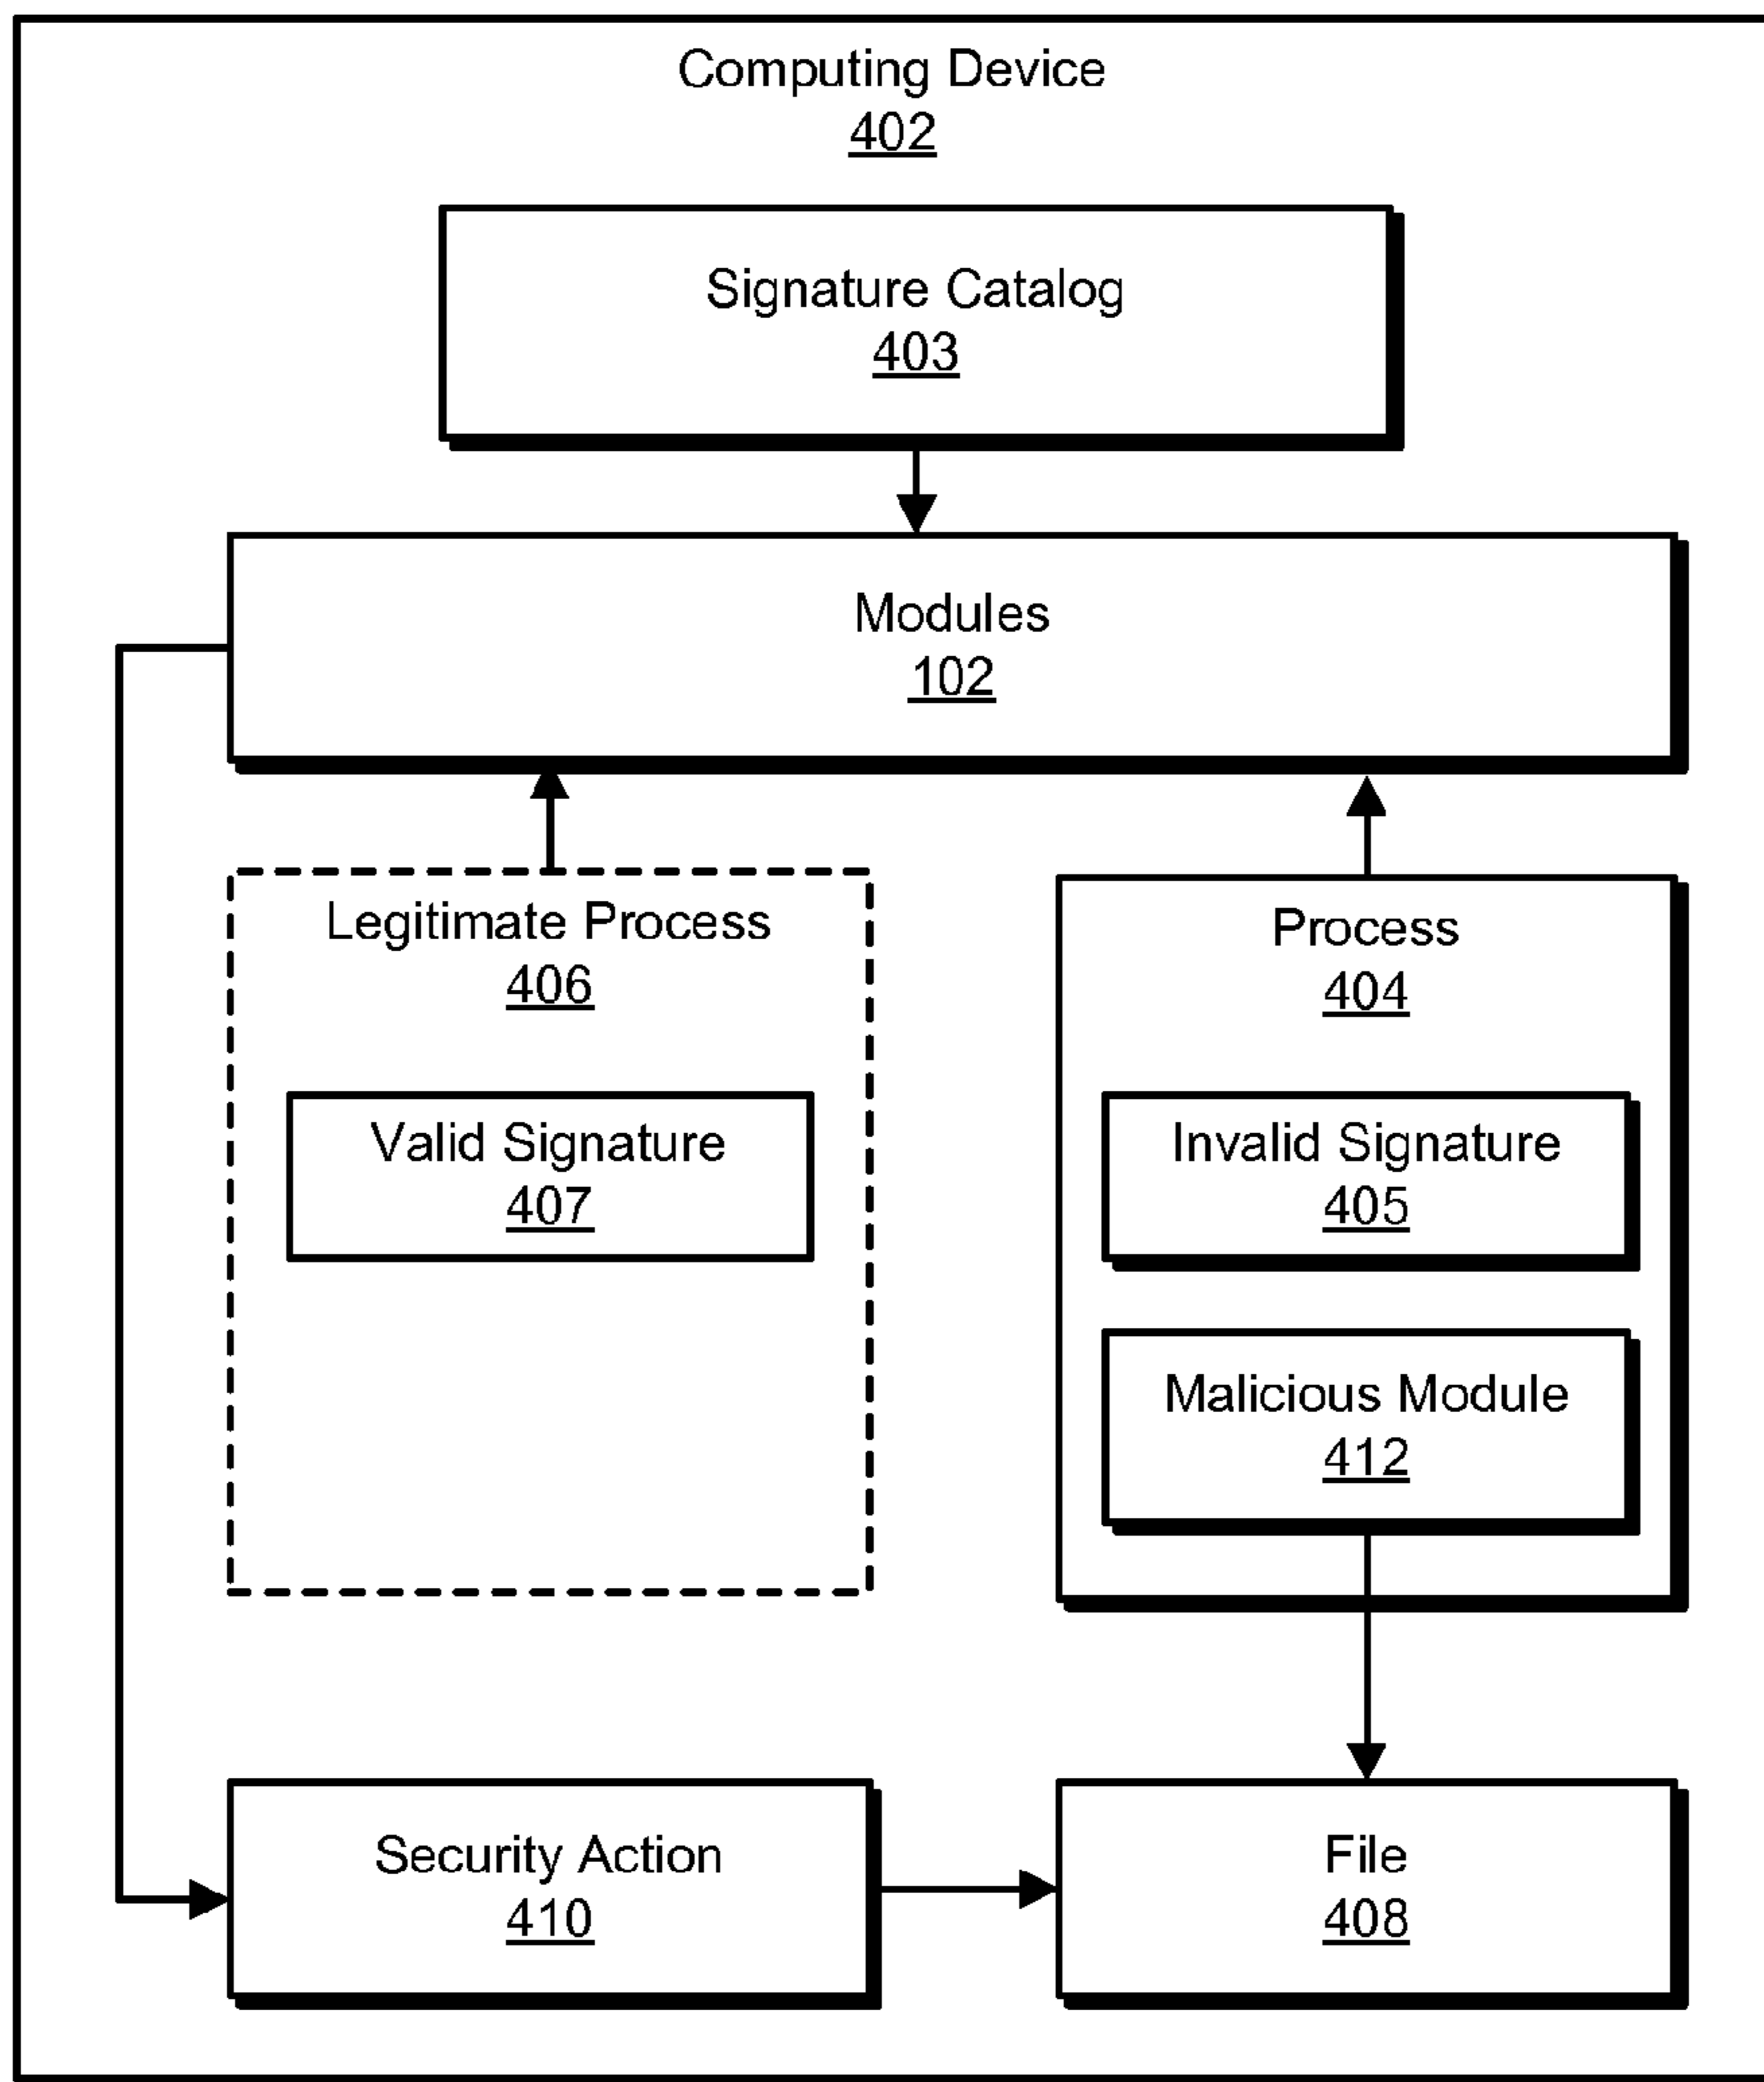 Computing Device
402
Signature Catalog
403
Modules
102
Legitimate Process
406
Valid Signature
407
Process
404
Invalid Signature
405
Malicious Module
412
Security Action
410
File
408